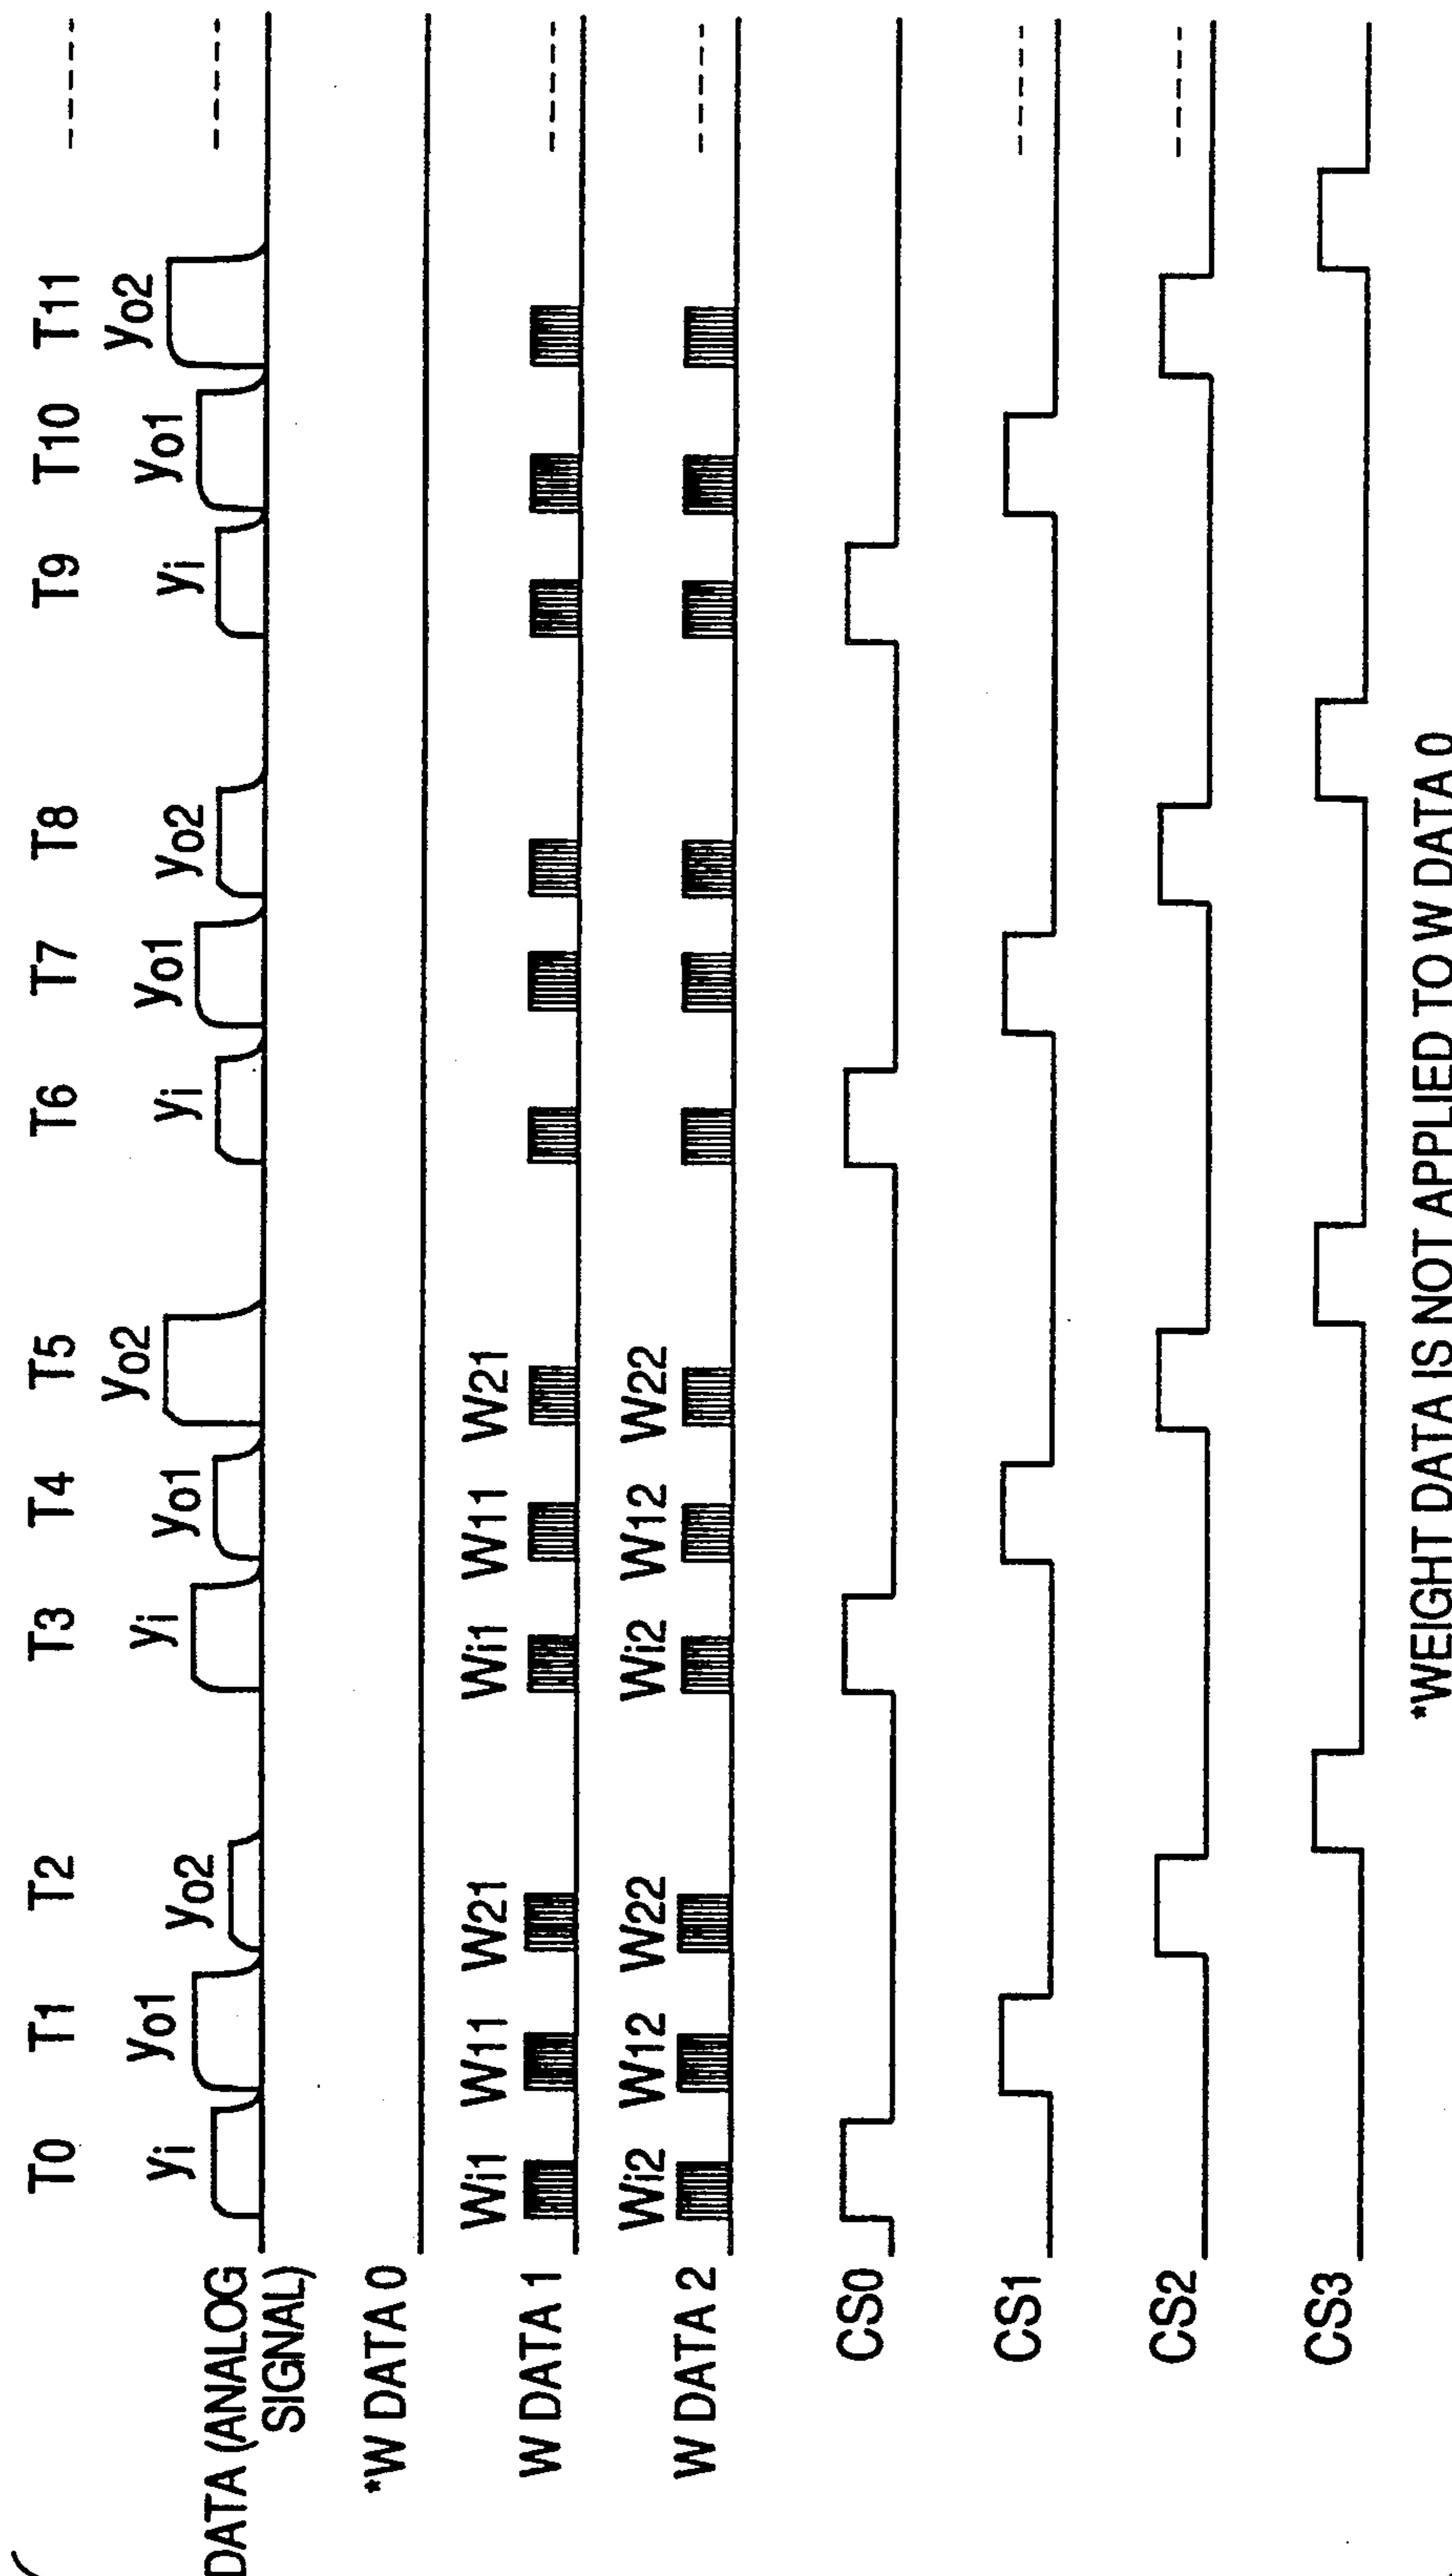 T0 T1 T2 T3 T4 T5 T6 T7 T8 T9 T10 T11
yi yo1 yo2 yi yo1 yo2 yi yo1 yo2 yi yo1 yo2
DATA (ANALOG
SIGNAL)
*W DATA 0
Wi1 W11 W21 Wi1 W11 W21
W DATA 1
Wi2 W12 W22 Wi2 W12 W22
W DATA 2
CS0
CS1
CS2
CS3
*WEIGHT DATA IS NOT APPLIED TO W DATA 0